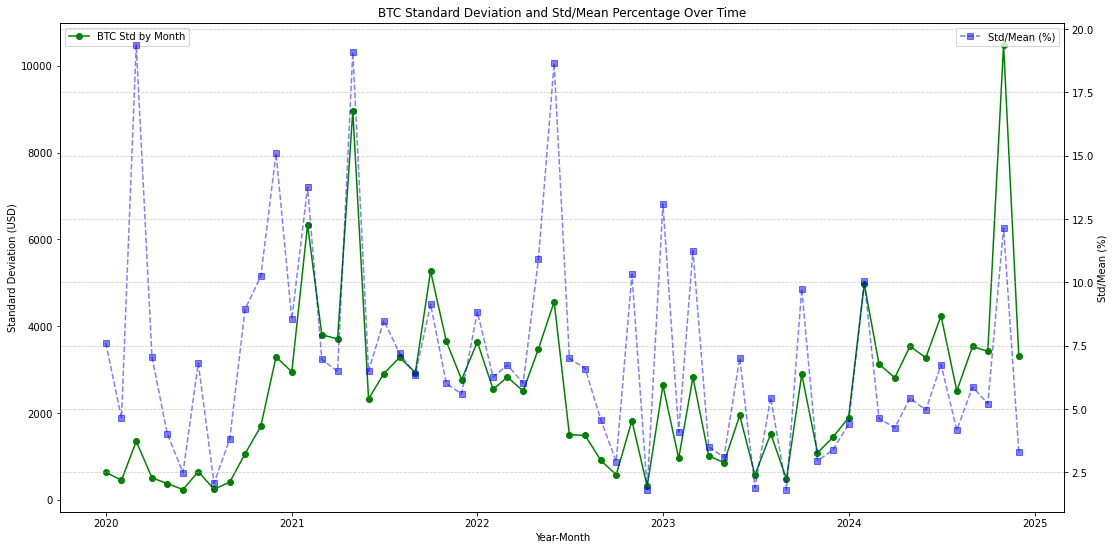 BTC Standard Deviation and Std/Mean Percentage Over Time
BTC Std by Month
Std/Mean (%)
10000
8000
6000
4000
2000
0
Standard Deviation (USD)
20.0
17.5
15.0
12.5
10.0
7.5
5.0
2.5
Std/Mean (%)
2020 2021 2022 2023 2024 2025
Year-Month